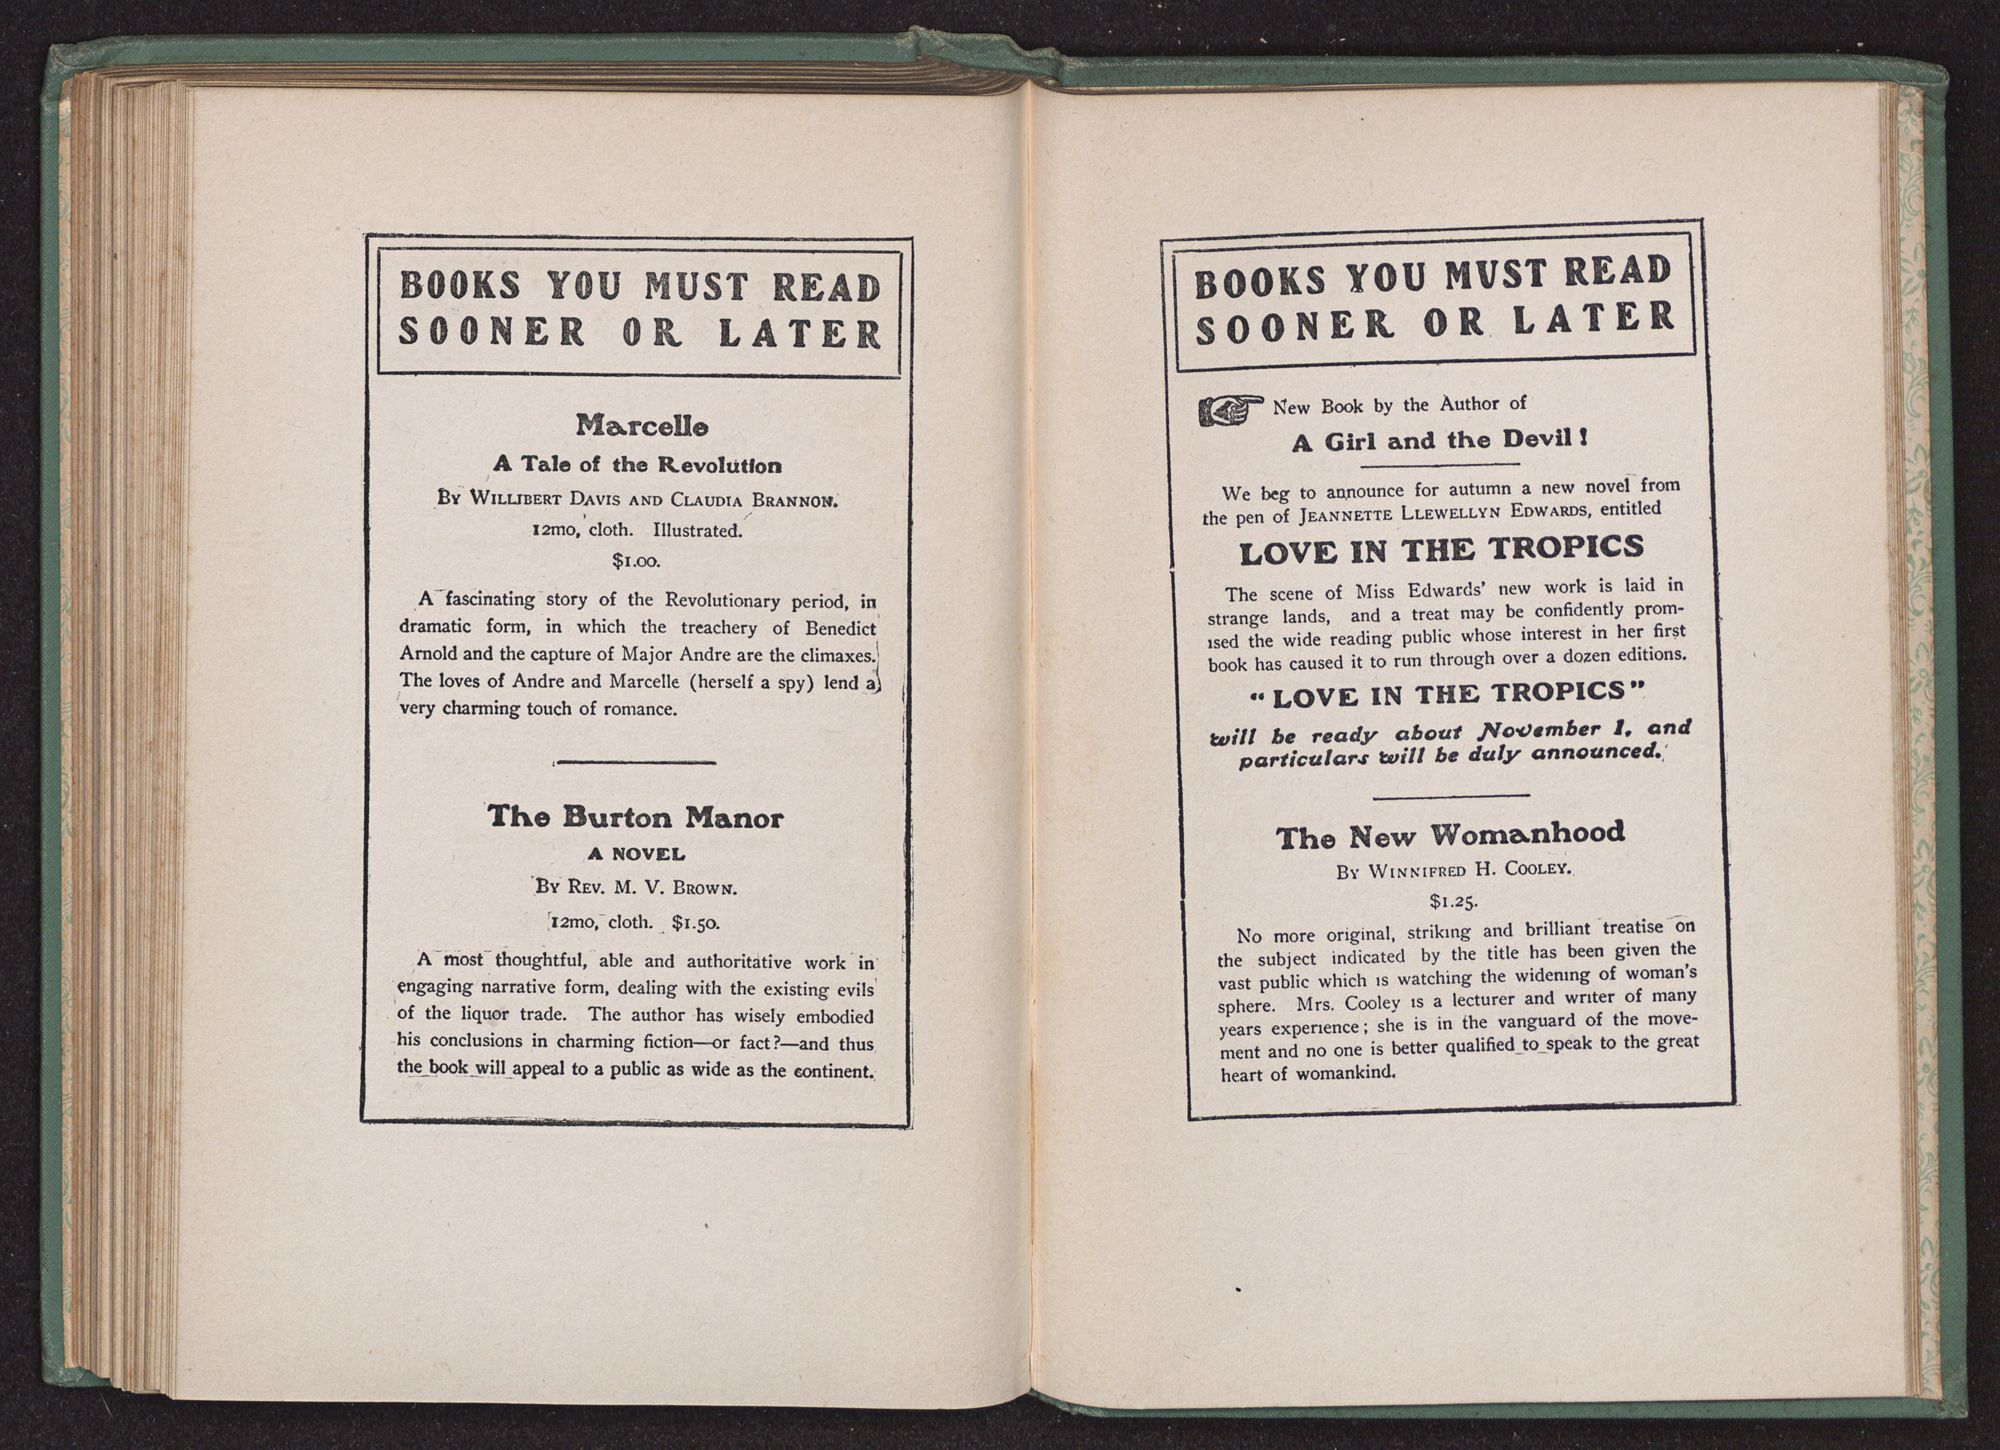 BOOKS YOU MUST READ
SOONER OR LATER
Marcelle
A Tale of the Revolution
By Willibert Davis and Claudia Brannon.
12mo, cloth. Illustrated.
$1.00.
A fascinating story of the Revolutionary period, in
dramatic form, in which the treachery of Benedict
Arnold and the capture of Major Andre are the climaxes.
The loves of Andre and Marcelle (herself a spy) lend a
very charming touch of romance.
The Burton Manor
A NOVEL
By Rev. M. V. Brown.
12mo, cloth. $1.50.
A most thoughtful, able and authoritative work in
engaging narrative form, dealing with the existing evils
of the liquor trade. The author has wisely embodied
his conclusions in charming fiction—or fact?—and thus
the book will appeal to a public as wide as the continent.
BOOKS YOU MUST READ
SOONER OR LATER
New Book by the Author of
A Girl and the Devil!
We beg to announce for autumn a new novel from
the pen of Jeannette Llewellyn Edwards, entitled
LOVE IN THE TROPICS
The scene of Miss Edwards' new work is laid in
strange lands, and a treat may be confidently prom-
ised the wide reading public whose interest in her first
book has caused it to run through over a dozen editions.
"LOVE IN THE TROPICS"
will be ready about November 1, and
particulars will be duly announced.
The New Womanhood
By Winnifred H. Cooley.
$1.25.
No more original, striking and brilliant treatise on
the subject indicated by the title has been given the
vast public which is watching the widening of woman's
sphere. Mrs. Cooley is a lecturer and writer of many
years experience; she is in the vanguard of the move-
ment and no one is better qualified to speak to the great
heart of womankind.